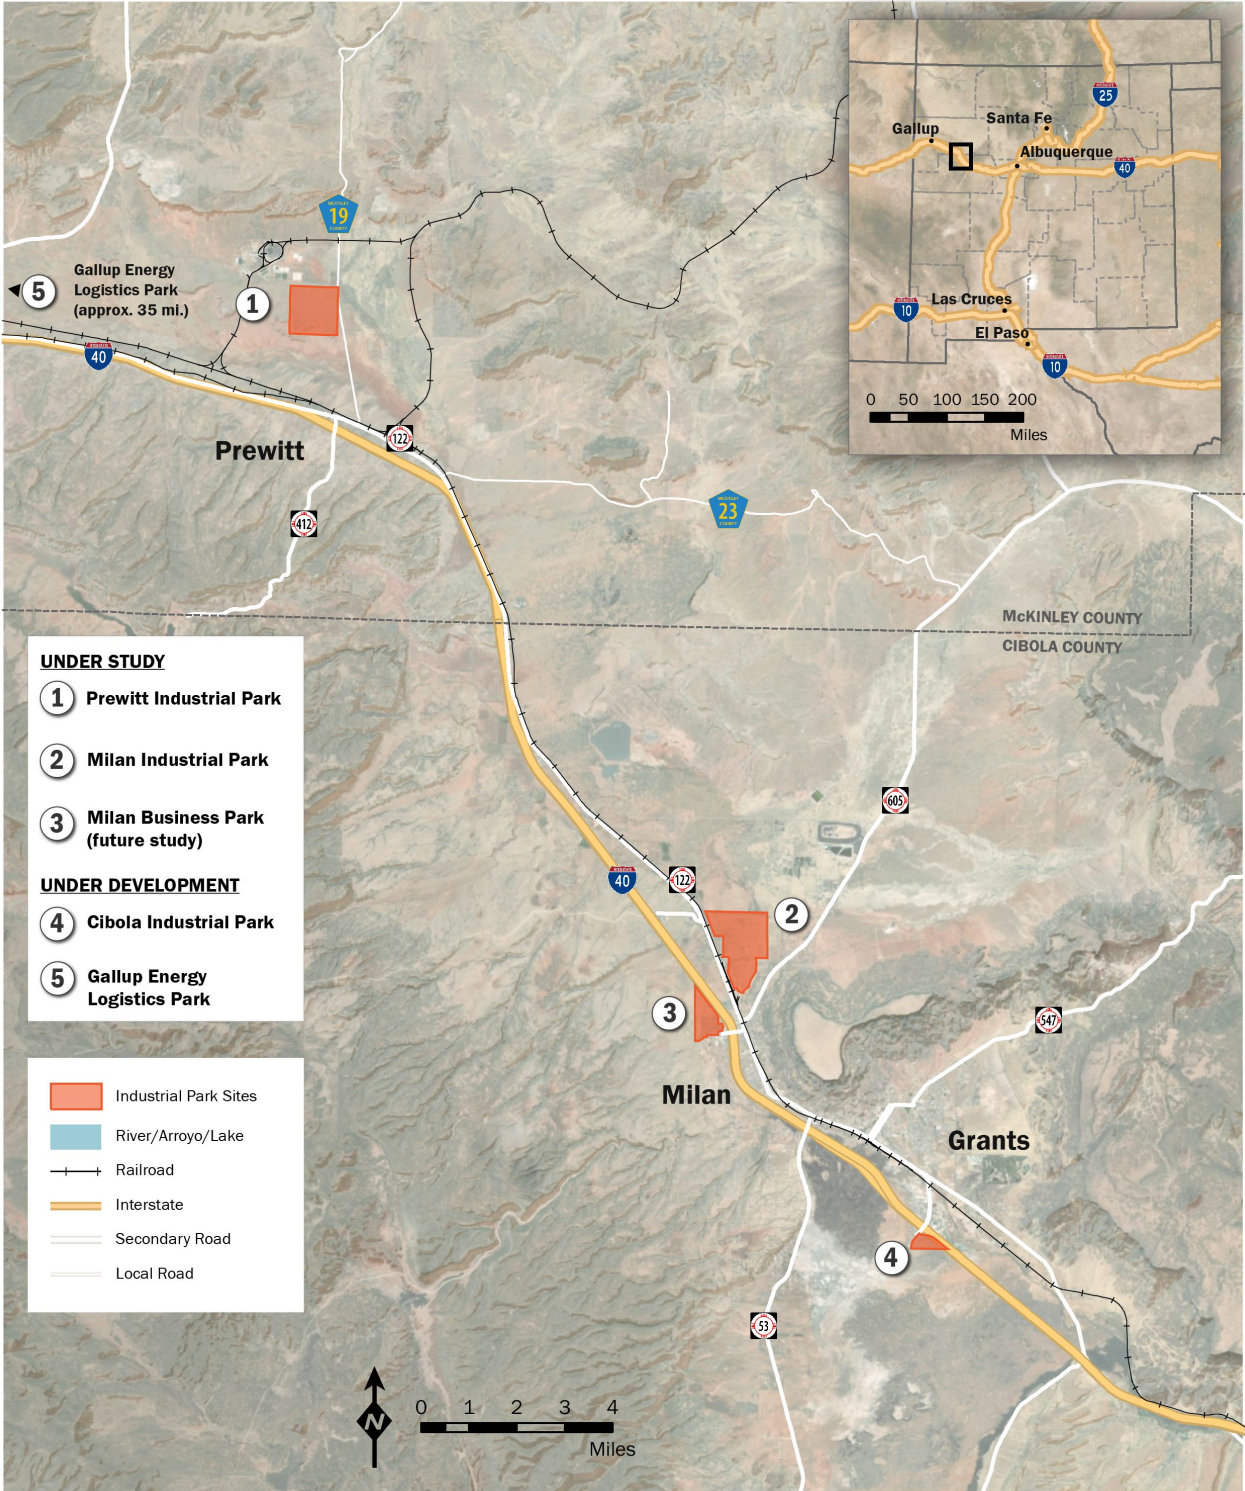 25
Santa Fe
Gallup
Albuquerque
40
Las Cruces
10
El Paso
10
0 50 100 150 200
Miles
McKINLEY
19
COUNTY
Gallup Energy
Logistics Park
(approx. 35 mi.)
5
1
40
Prewitt
122
412
McKINLEY
23
COUNTY
McKINLEY COUNTY
CIBOLA COUNTY
UNDER STUDY
1 Prewitt Industrial Park
2 Milan Industrial Park
3 Milan Business Park
(future study)
UNDER DEVELOPMENT
4 Cibola Industrial Park
5 Gallup Energy
Logistics Park
605
40
122
2
3
547
Milan
Grants
4
53
Industrial Park Sites
River/Arroyo/Lake
Railroad
Interstate
Secondary Road
Local Road
N
0 1 2 3 4
Miles